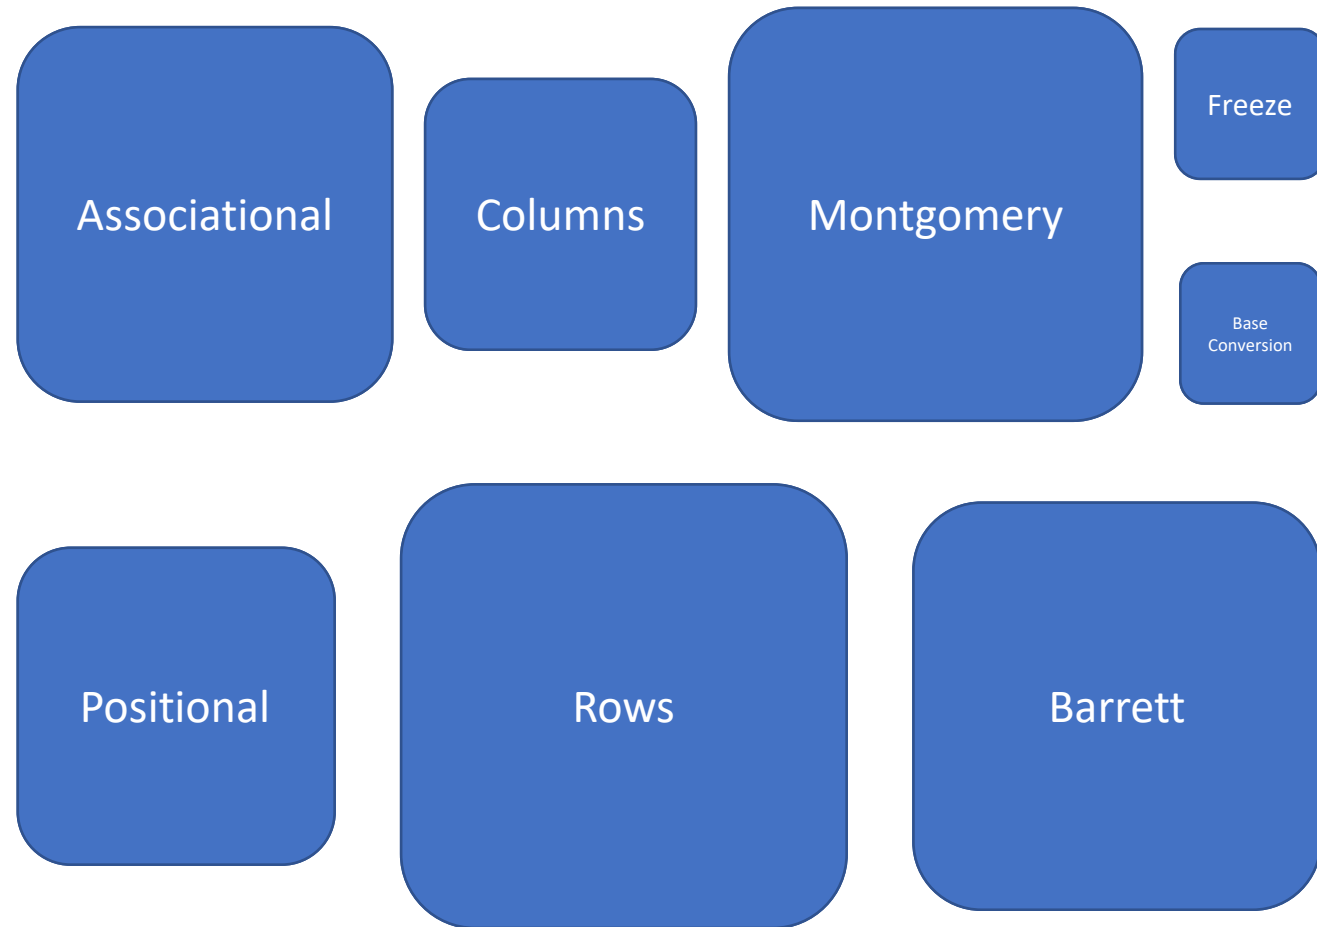 Associational
Columns
Montgomery
Freeze
Base
Conversion
Positional
Rows
Barrett